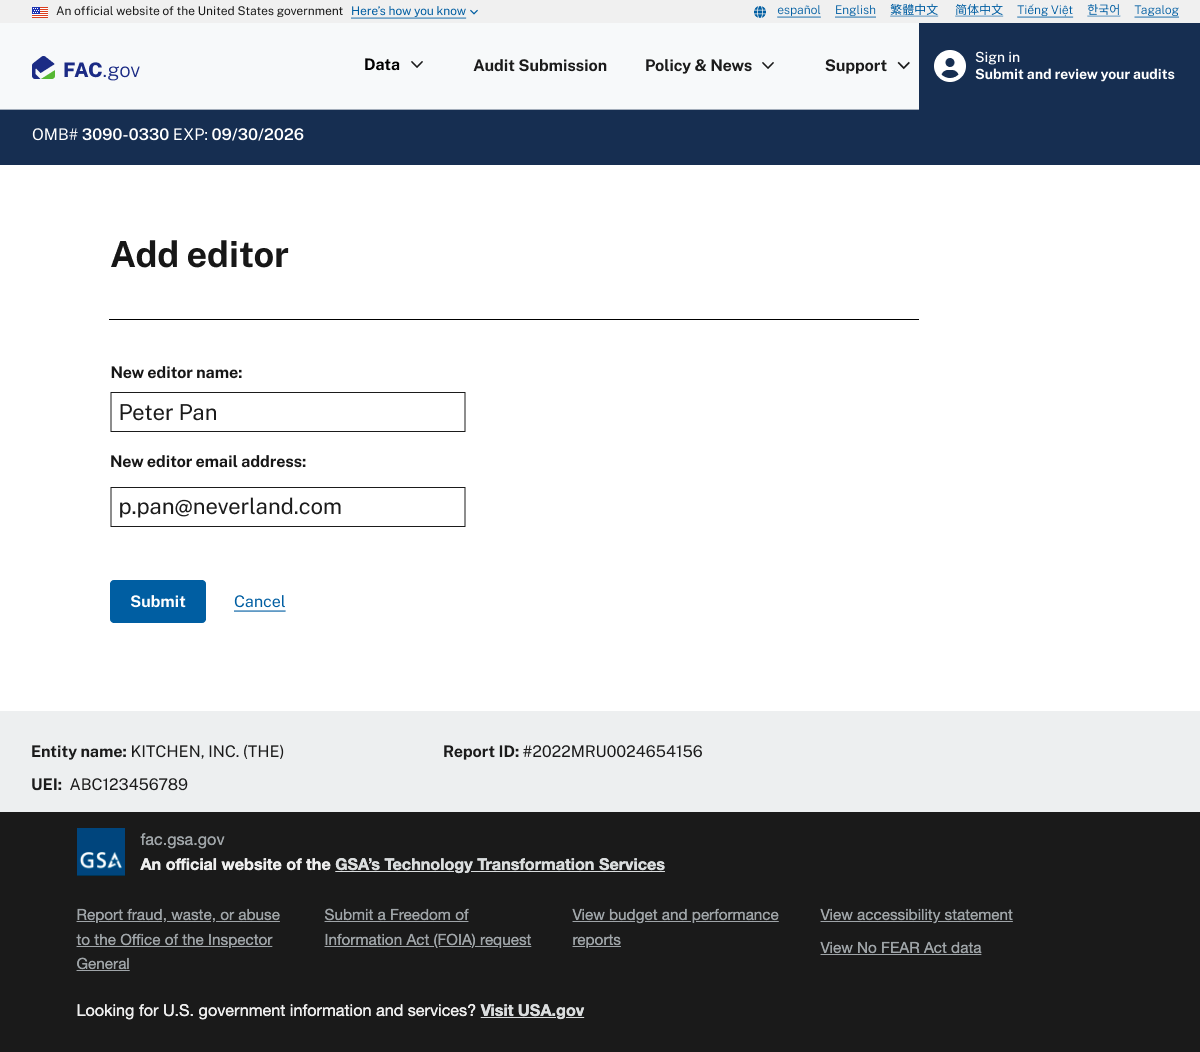 An official website of the United States government Here's how you know
español English 繁體中文 简体中文 Tiếng Việt 한국어 Tagalog
FAC.gov
Data Audit Submission Policy & News Support
Sign in
Submit and review your audits
OMB# 3090-0330 EXP: 09/30/2026
Add editor
New editor name:
Peter Pan
New editor email address:
p.pan@neverland.com
Submit Cancel
Entity name: KITCHEN, INC. (THE) Report ID: #2022MRU0024654156
UEI: ABC123456789
GSA
fac.gsa.gov
An official website of the GSA's Technology Transformation Services
Report fraud, waste, or abuse
to the Office of the Inspector
General
Submit a Freedom of
Information Act (FOIA) request
View budget and performance
reports
View accessibility statement
View No FEAR Act data
Looking for U.S. government information and services? Visit USA.gov